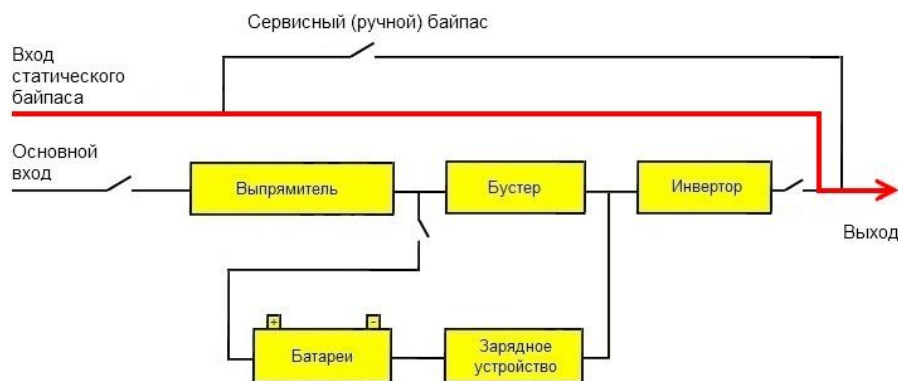 Сервисный (ручной) байпас
Вход
статического
байпаса
Основной
вход
Выпрямитель
Бустер
Инвертор
Выход
+
-
Батареи
Зарядное
устройство